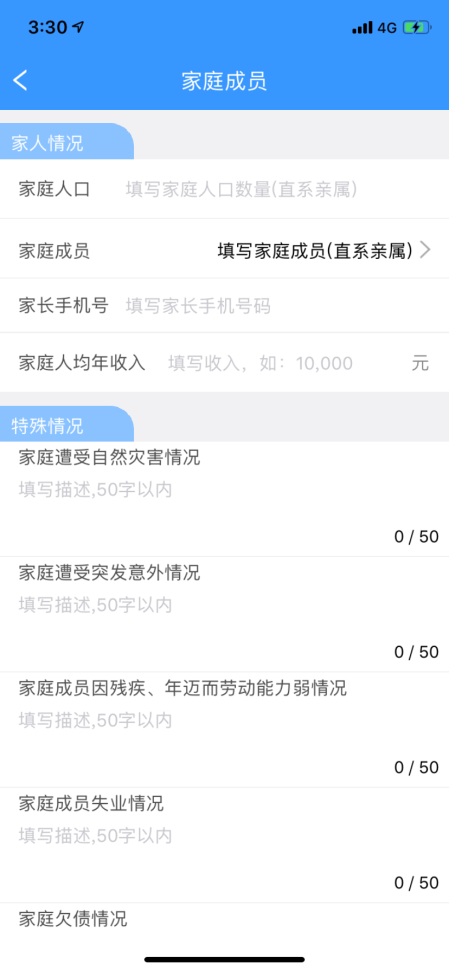 3:30
4G
家庭成员
家人情况
家庭人口 填写家庭人口数量(直系亲属)
家庭成员 填写家庭成员(直系亲属)
家长手机号 填写家长手机号码
家庭人均年收入 填写收入，如：10,000 元
特殊情况
家庭遭受自然灾害情况
填写描述,50字以内
0 / 50
家庭遭受突发意外情况
填写描述,50字以内
0 / 50
家庭成员因残疾、年迈而劳动能力弱情况
填写描述,50字以内
0 / 50
家庭成员失业情况
填写描述,50字以内
0 / 50
家庭欠债情况